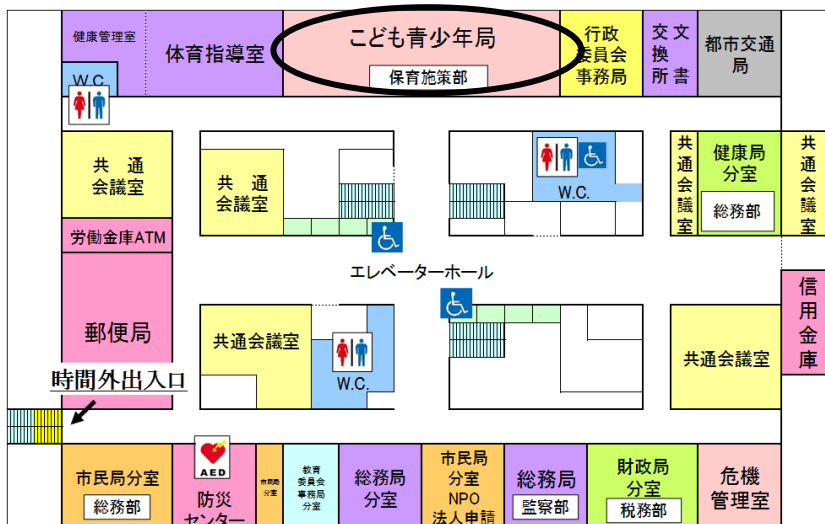 健康管理室
W.C.
体育指導室
こども青少年局
保育施策部
行政
委員会
事務局
交換所
文書
都市交通
局
共 通
会議室
共 通
会議室
W.C.
共通会議室
健康局
分室
総務部
共通会議室
労働金庫ATM
エレベーターホール
郵便局
共通会議室
W.C.
共通会議室
信用金庫
時間外出入口
市民局分室
総務部
AED
防災
センター
市民局
分室
教育
委員会
事務局
分室
総務局
分室
市民局
分室
NPO
法人申請
総務局
監察部
財政局
分室
税務部
危機
管理室